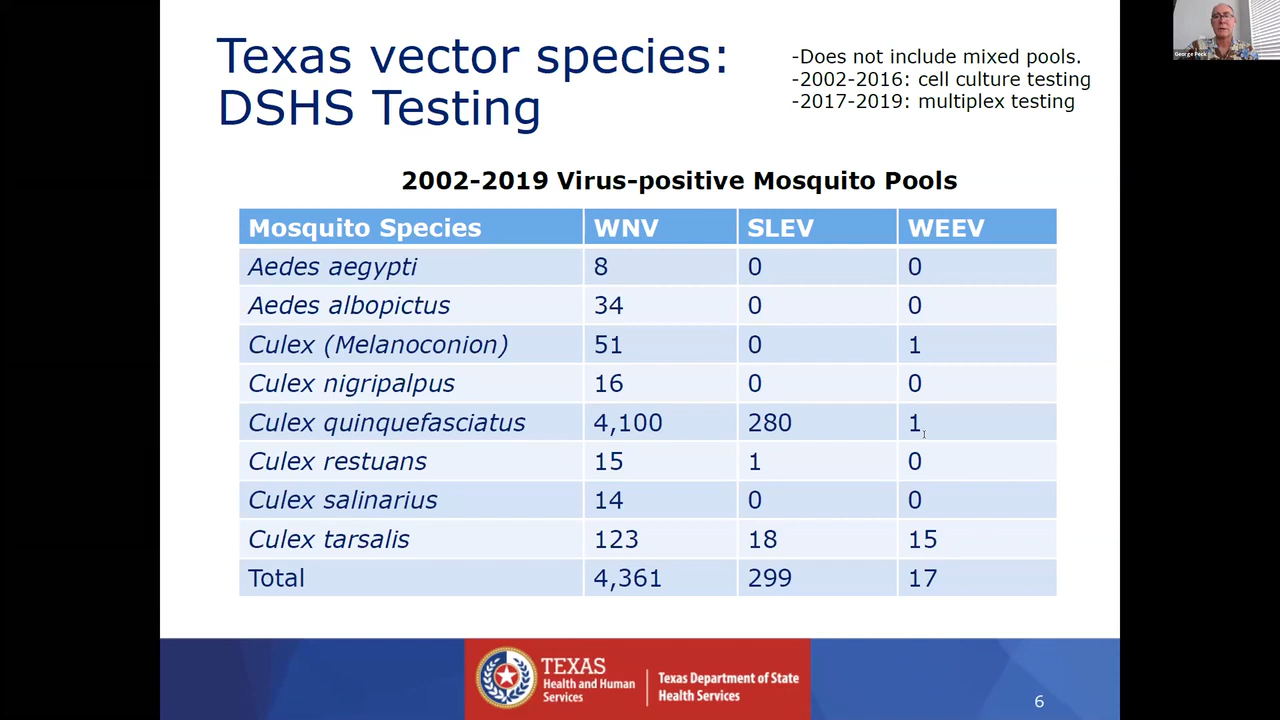 Texas vector species:
DSHS Testing
-Does not include mixed pools.
-2002-2016: cell culture testing
-2017-2019: multiplex testing
George Peck
2002-2019 Virus-positive Mosquito Pools
Mosquito Species WNV SLEV WEEV
Aedes aegypti 8 0 0
Aedes albopictus 34 0 0
Culex (Melanoconion) 51 0 1
Culex nigripalpus 16 0 0
Culex quinquefasciatus 4,100 280 1
Culex restuans 15 1 0
Culex salinarius 14 0 0
Culex tarsalis 123 18 15
Total 4,361 299 17
TEXAS
Health and Human
Services
Texas Department of State
Health Services
6